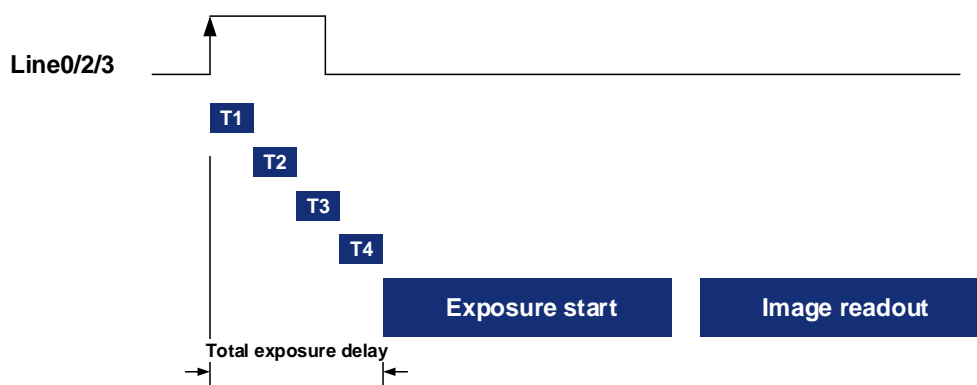 Line0/2/3
T1
T2
T3
T4
Exposure start
Image readout
Total exposure delay